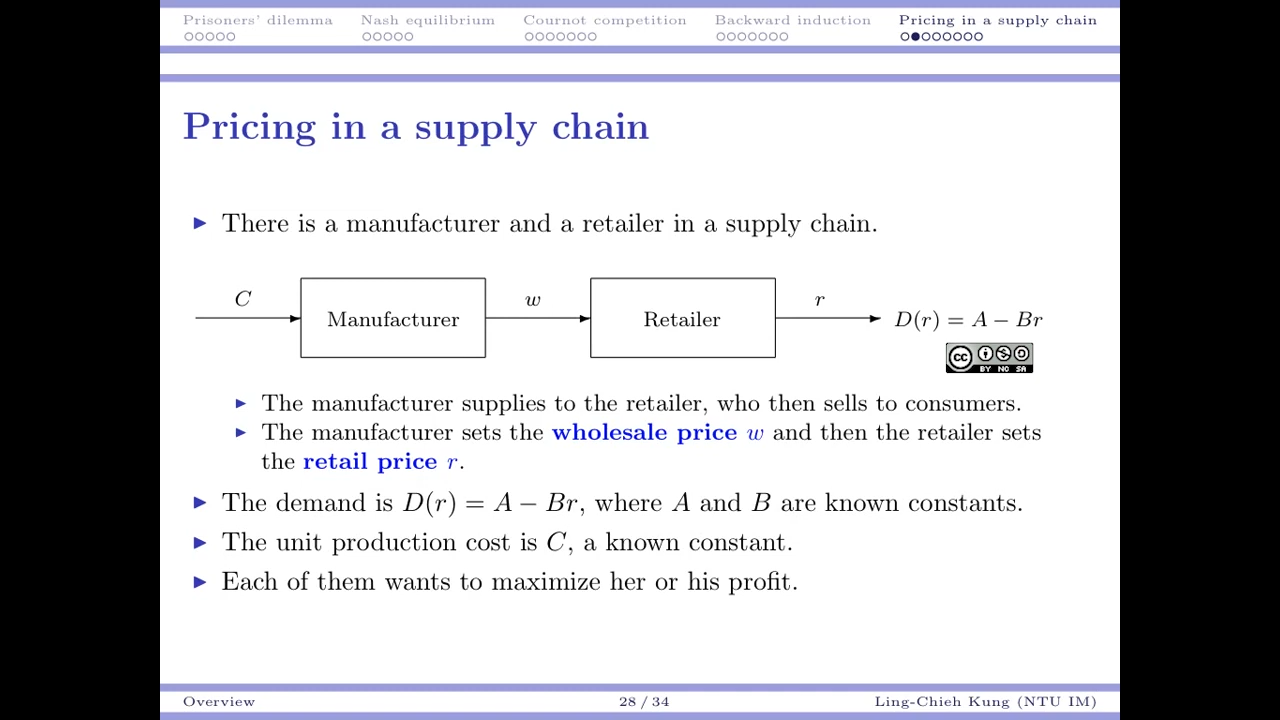 Prisoners' dilemma Nash equilibrium Cournot competition Backward induction Pricing in a supply chain
Pricing in a supply chain
There is a manufacturer and a retailer in a supply chain.
C Manufacturer w Retailer r D(r) = A − Br
cc BY NC SA
The manufacturer supplies to the retailer, who then sells to consumers.
The manufacturer sets the wholesale price w and then the retailer sets
the retail price r.
The demand is D(r) = A − Br, where A and B are known constants.
The unit production cost is C, a known constant.
Each of them wants to maximize her or his profit.
Overview 28 / 34 Ling-Chieh Kung (NTU IM)